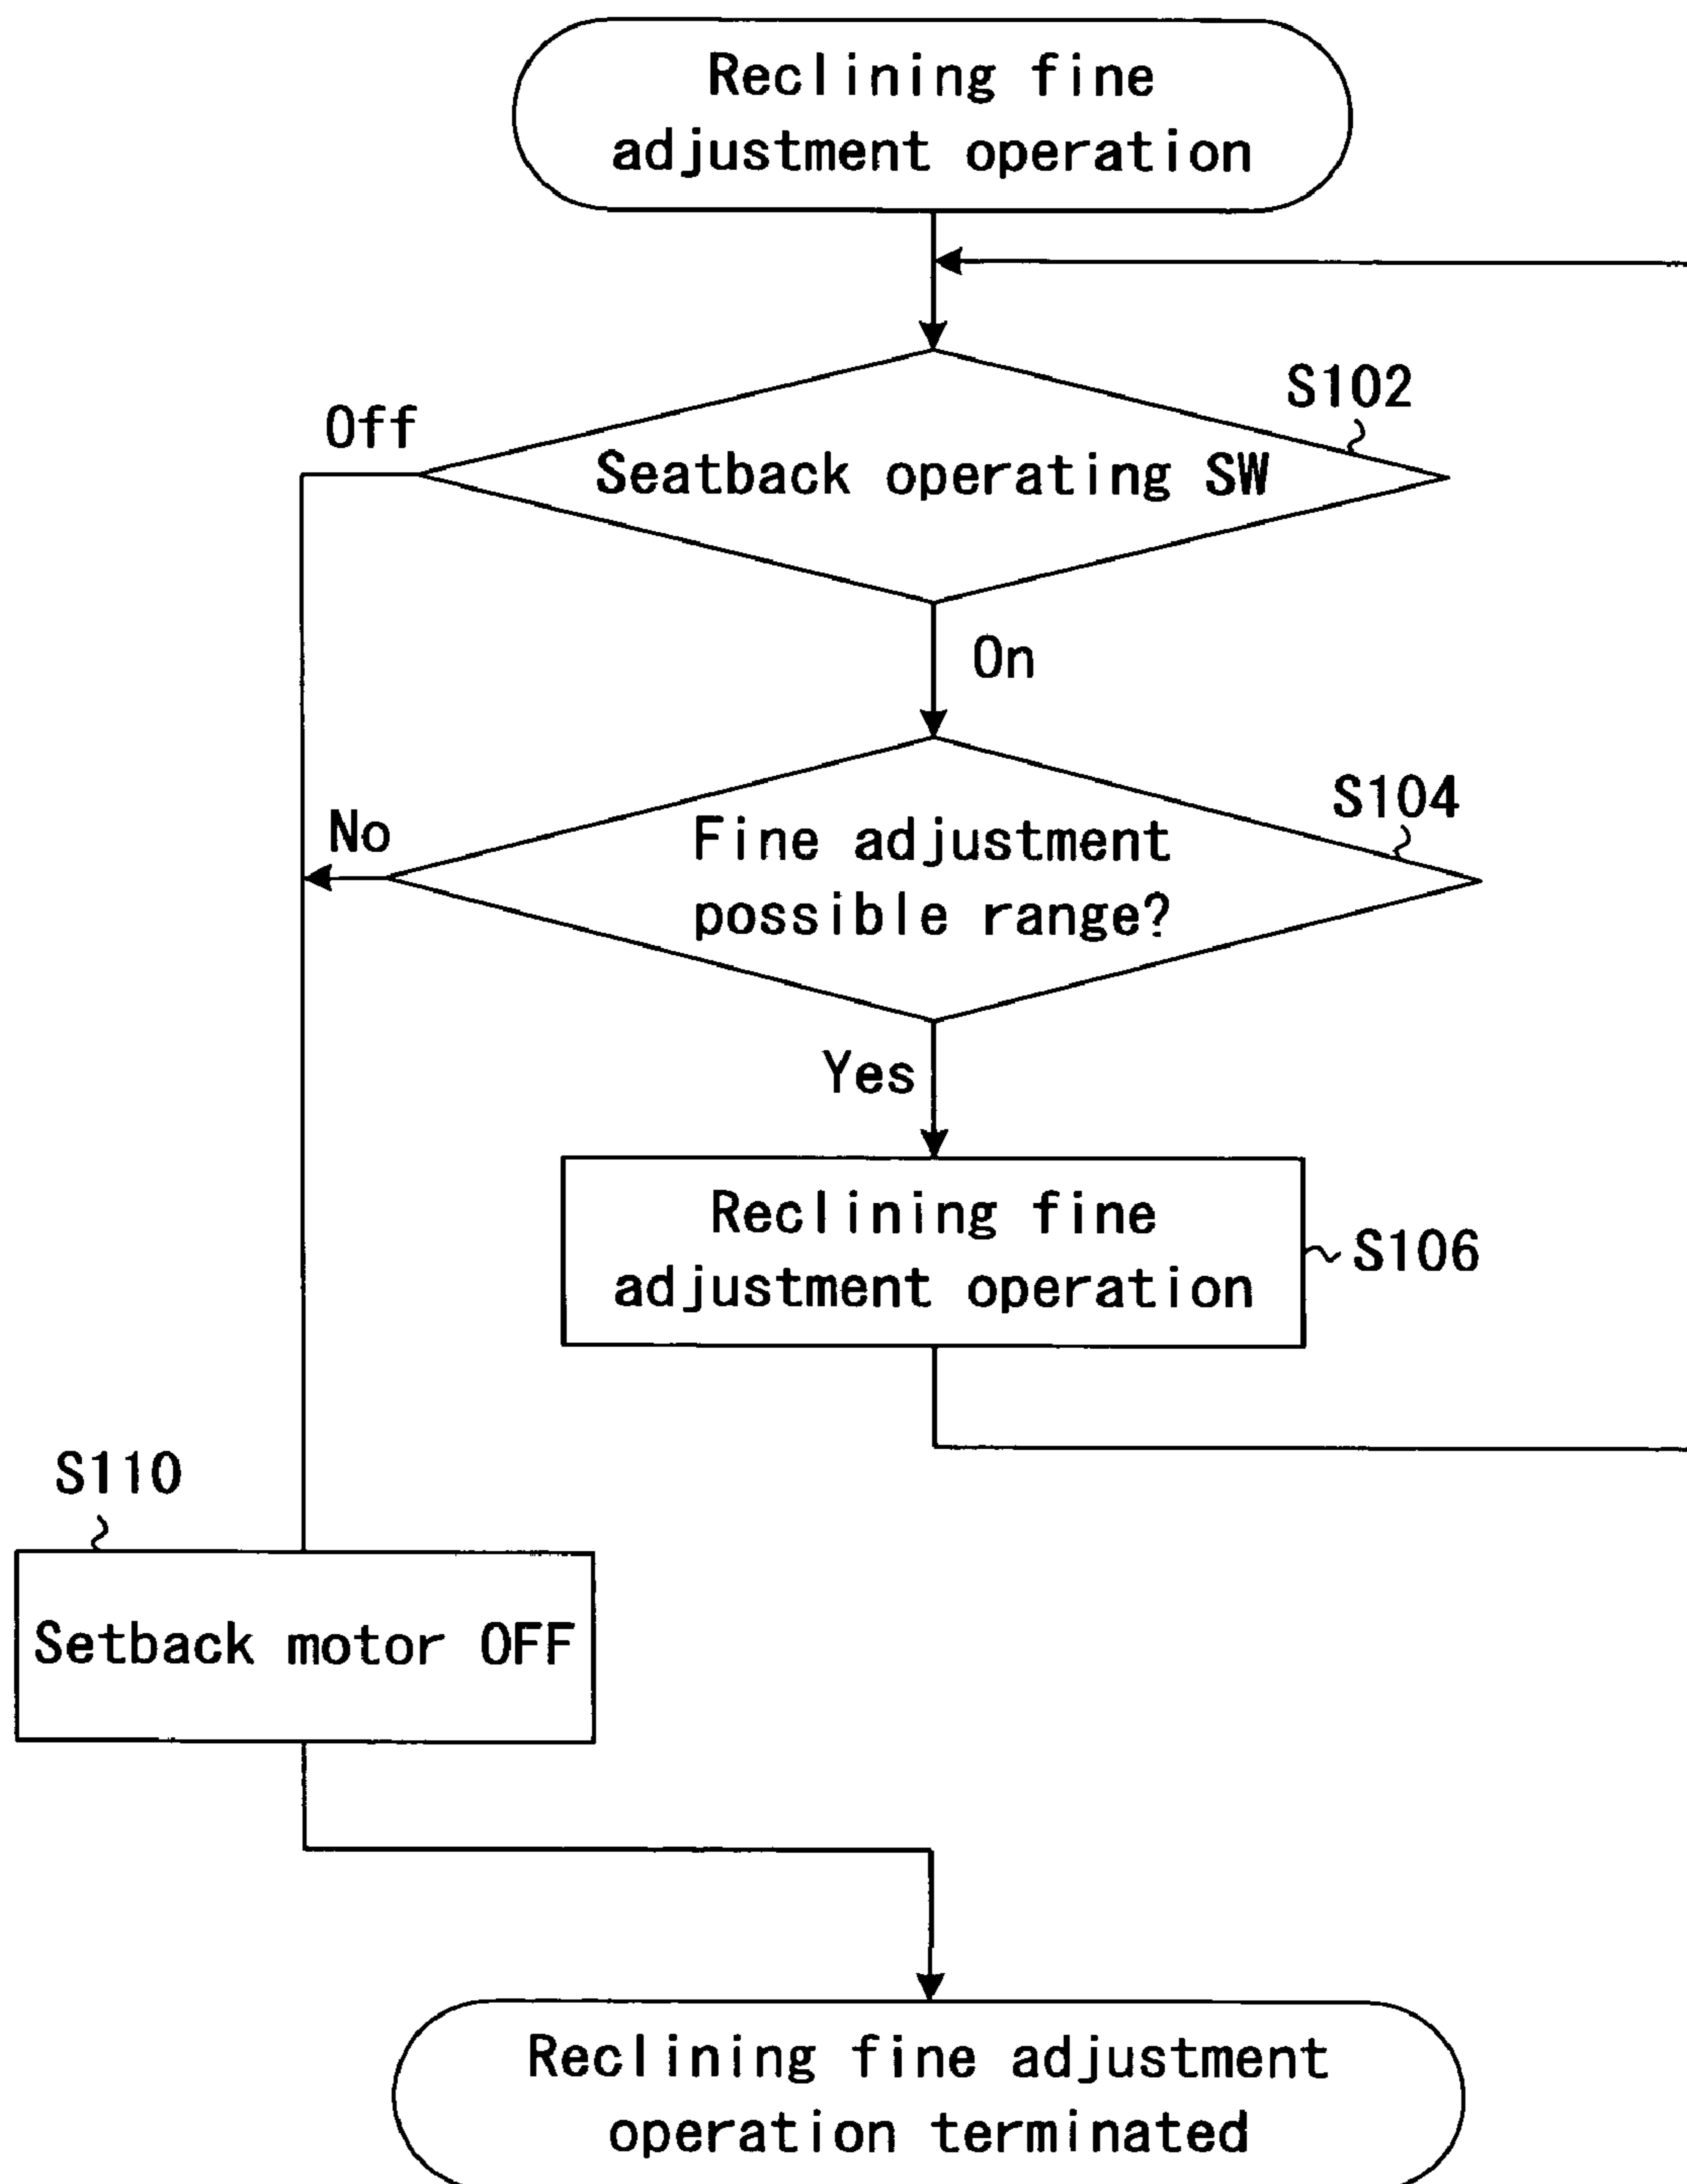 Reclining fine
adjustment operation
S102
Off
Seatback operating SW
On
S104
No
Fine adjustment
possible range?
Yes
Reclining fine
adjustment operation
S106
S110
Setback motor OFF
Reclining fine adjustment
operation terminated